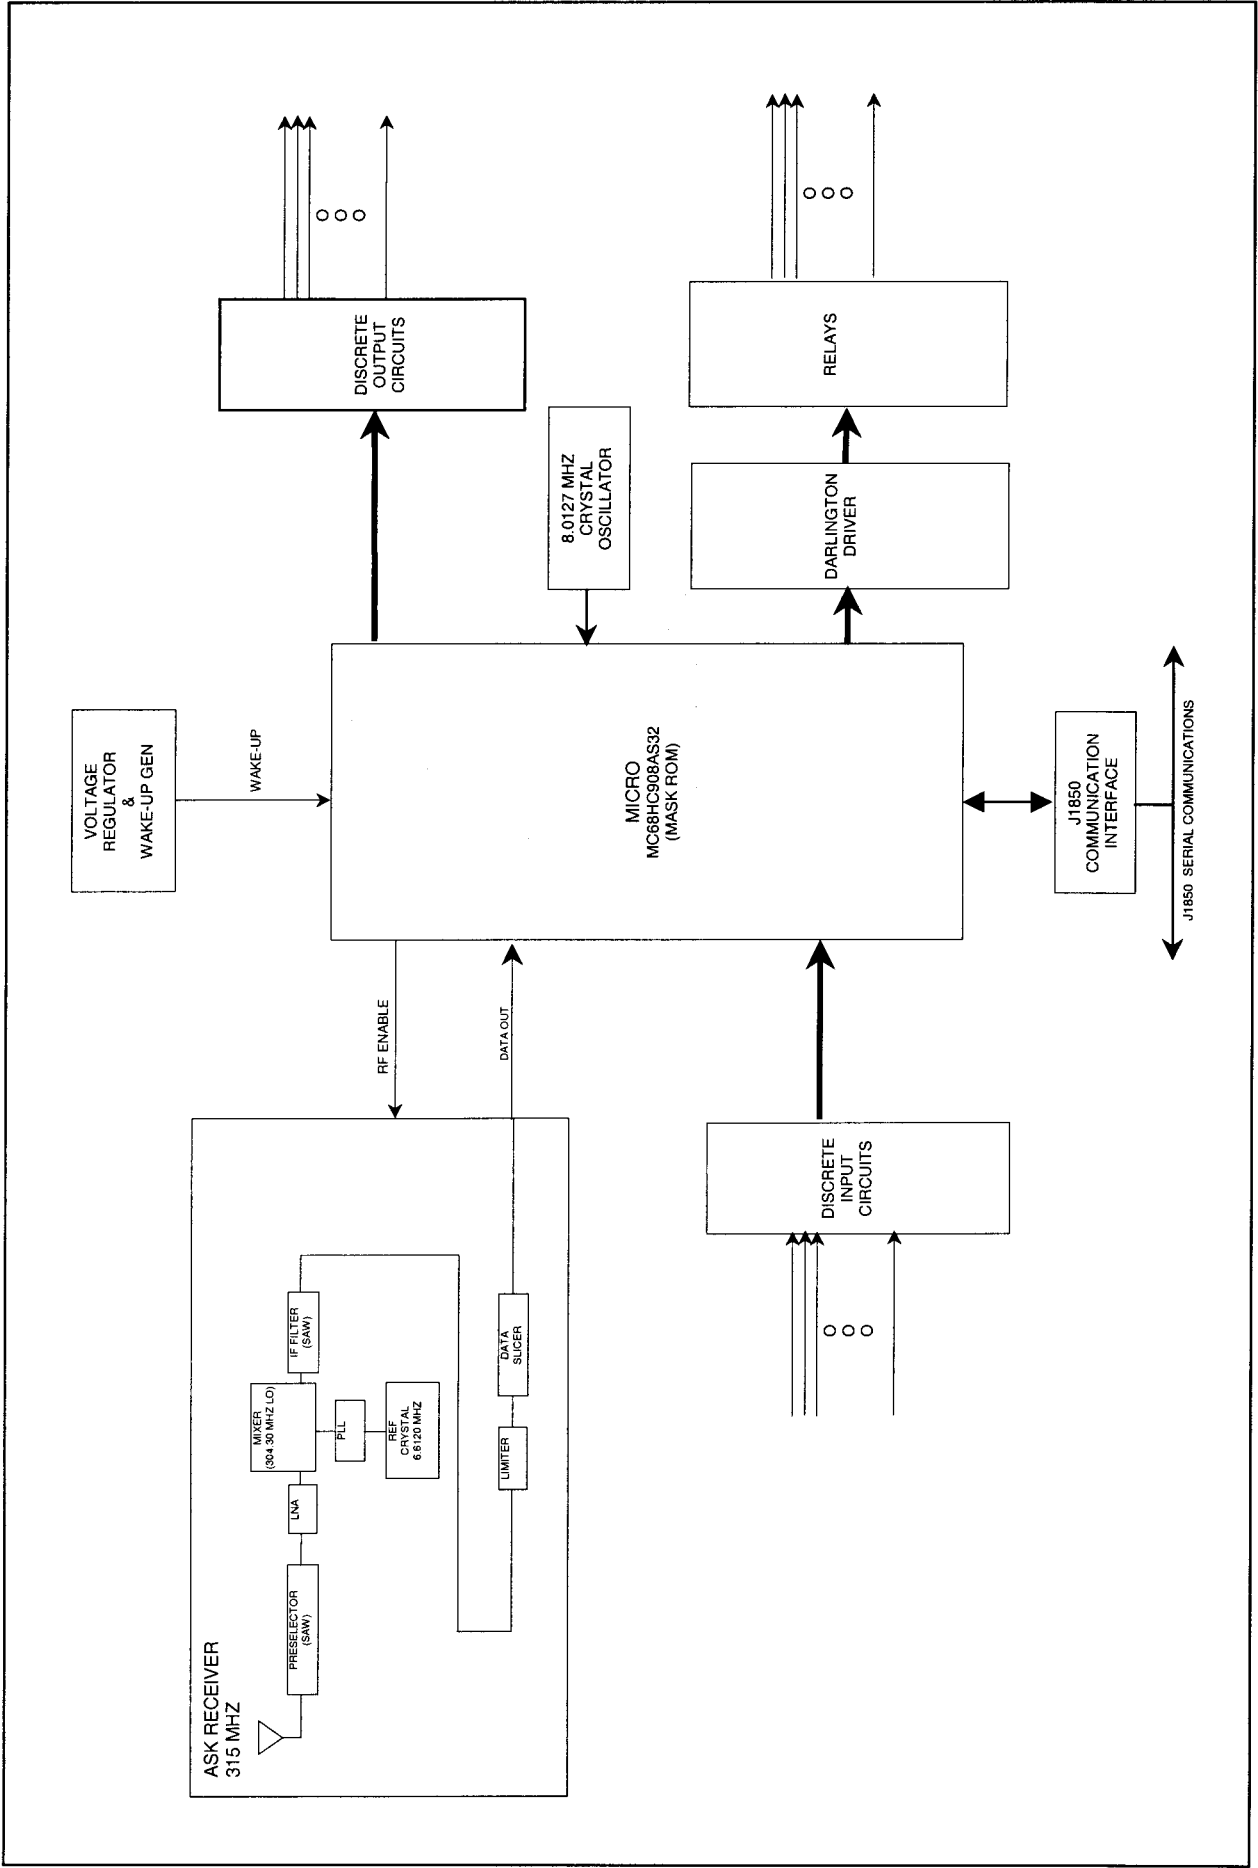 ASK RECEIVER
315 MHZ
PRESELECTOR
(SAW)
LNA
MIXER
(304.30 MHZ LO)
IF FILTER
(SAW)
PLL
REF
CRYSTAL
6.6120 MHZ
LIMITER
DATA
SLICER
RF ENABLE
DATA OUT
VOLTAGE
REGULATOR
&
WAKE-UP GEN
WAKE-UP
MICRO
MC68HC908AS32
(MASK ROM)
DISCRETE
OUTPUT
CIRCUITS
8.0127 MHZ
CRYSTAL
OSCILLATOR
DISCRETE
INPUT
CIRCUITS
DARLINGTON
DRIVER
RELAYS
J1850
COMMUNICATION
INTERFACE
J1850 SERIAL COMMUNICATIONS